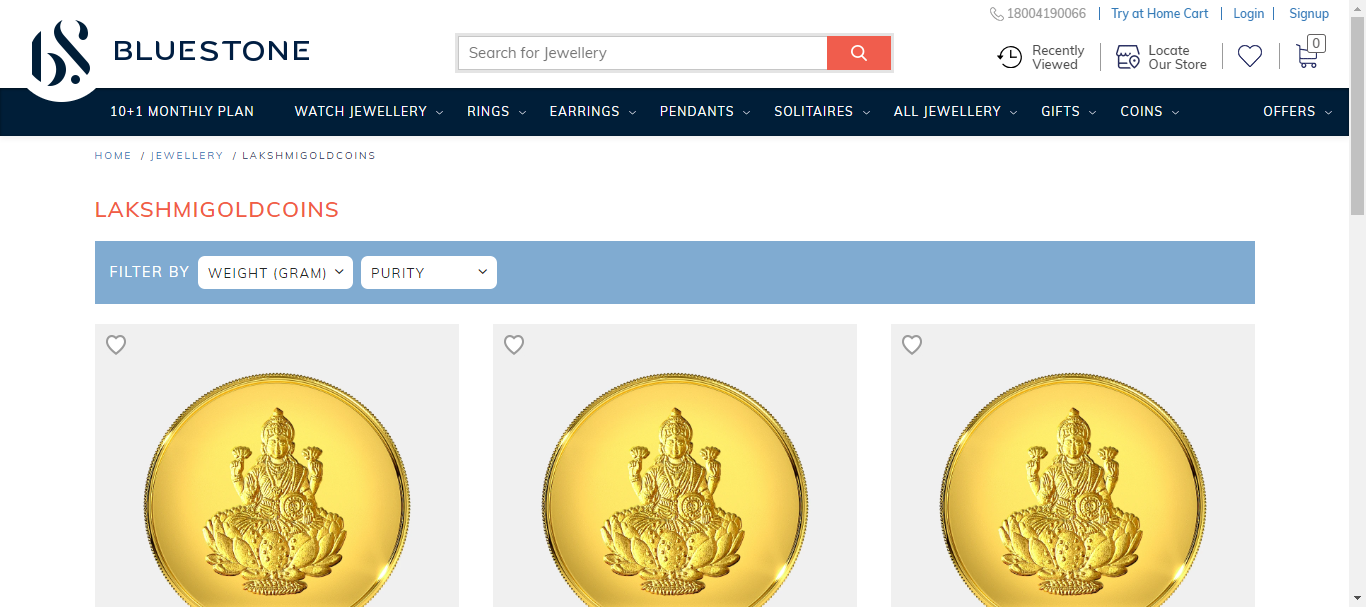 18004190066 | Try at Home Cart | Login | Signup
BLUESTONE
Search for Jewellery
Recently
Viewed
Locate
Our Store
0
10+1 MONTHLY PLAN WATCH JEWELLERY RINGS EARRINGS PENDANTS SOLITAIRES ALL JEWELLERY GIFTS COINS OFFERS
HOME / JEWELLERY / LAKSHMIGOLDCOINS
LAKSHMIGOLDCOINS
FILTER BY WEIGHT (GRAM) PURITY